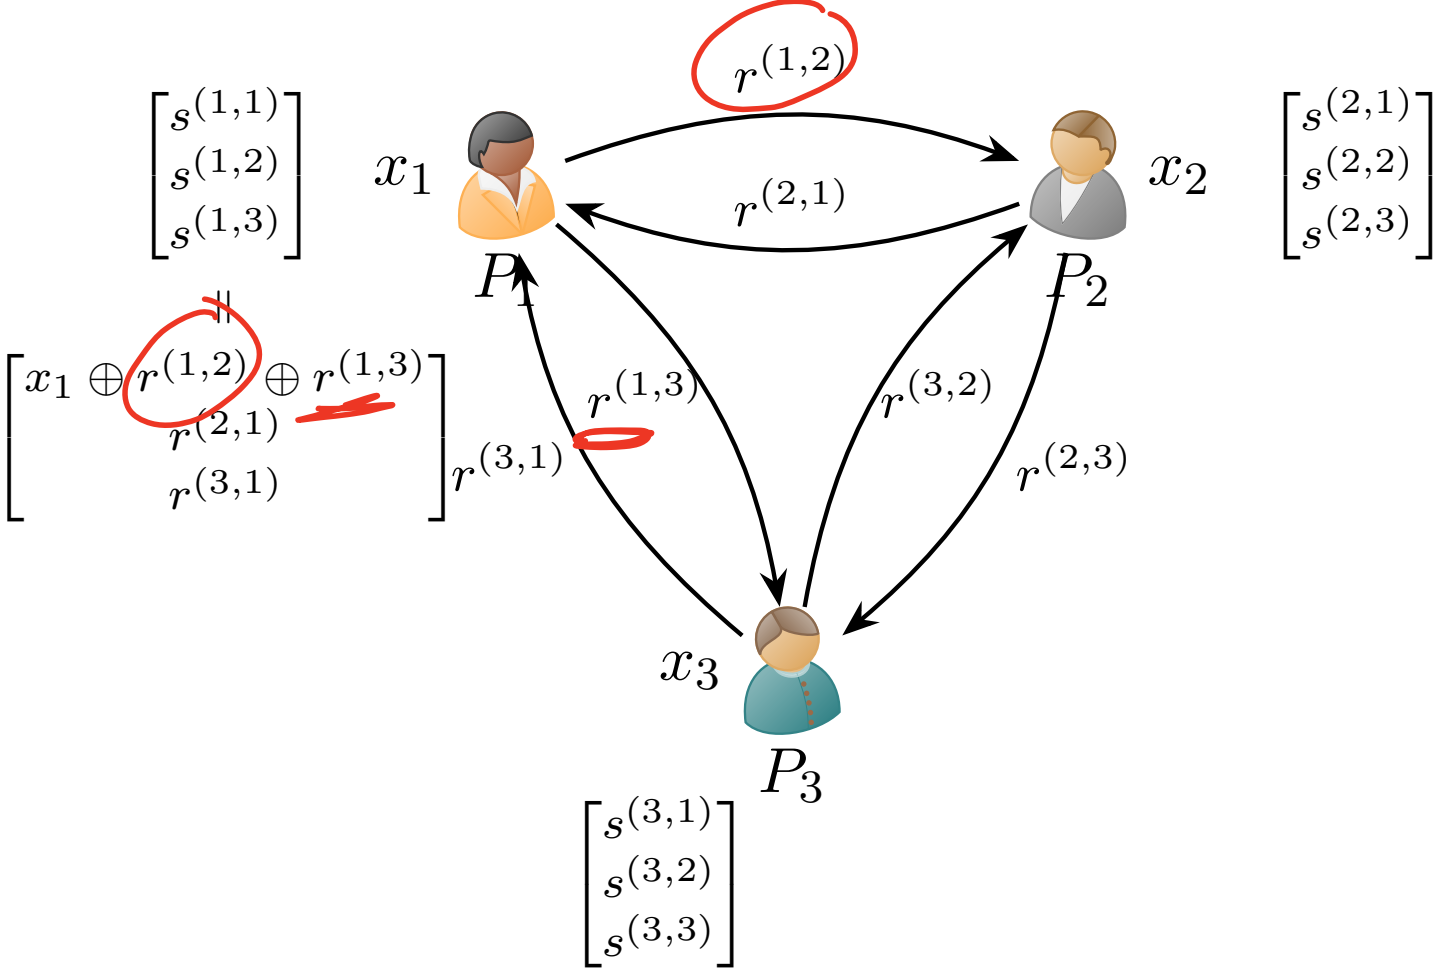 r^{(1,2)}
[s^{(1,1)}
s^{(1,2)}
s^{(1,3)}]
x_1
P_1
r^{(2,1)}
x_2
P_2
[s^{(2,1)}
s^{(2,2)}
s^{(2,3)}]
||
[x_1 ⊕ r^{(1,2)} ⊕ r^{(1,3)}
r^{(2,1)}
r^{(3,1)}]
r^{(3,1)}
r^{(1,3)}
r^{(3,2)}
r^{(2,3)}
x_3
P_3
[s^{(3,1)}
s^{(3,2)}
s^{(3,3)}]